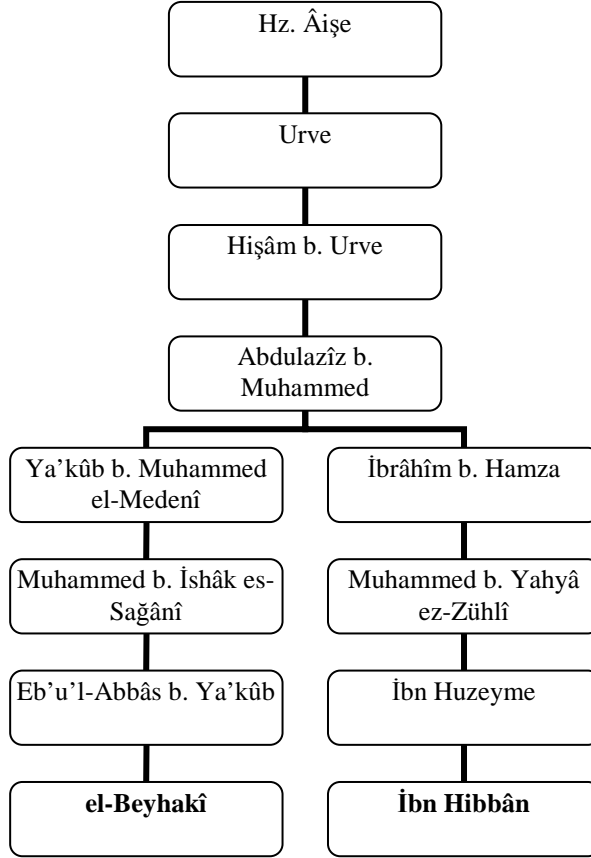 Hz. Âişe
Urve
Hişâm b. Urve
Abdulazîz b.
Muhammed
Ya’kûb b. Muhammed
el-Medenî
İbrâhîm b. Hamza
Muhammed b. İshâk es-
Sağânî
Muhammed b. Yahyâ
ez-Zühlî
Eb’u’l-Abbâs b. Ya’kûb
İbn Huzeyme
el-Beyhakî
İbn Hibbân